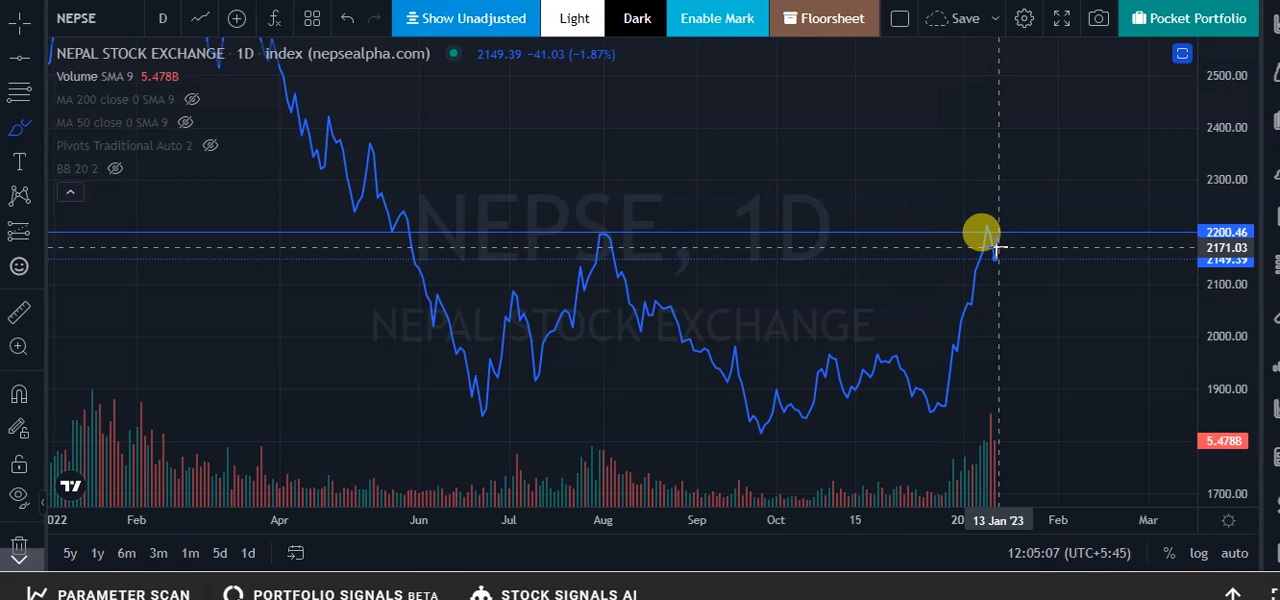 NEPSE D Show Unadjusted Light Dark Enable Mark Floorsheet Save Pocket Portfolio
NEPAL STOCK EXCHANGE · 1D · index (nepsealpha.com) 2149.39 −41.03 (−1.87%)
Volume SMA 9 5.478B
MA 200 close 0 SMA 9
MA 50 close 0 SMA 9
Pivots Traditional Auto 2
BB 20 2
NEPSE, 1D
NEPAL STOCK EXCHANGE
2500.00
2400.00
2300.00
2200.46
2171.03
2149.39
2100.00
2000.00
1900.00
5.478B
1700.00
2022 Feb Apr Jun Jul Aug Sep Oct 15 20 13 Jan '23 Feb Mar
5y 1y 6m 3m 1m 5d 1d 12:05:07 (UTC+5:45) % log auto
PARAMETER SCAN PORTFOLIO SIGNALS BETA STOCK SIGNALS AI